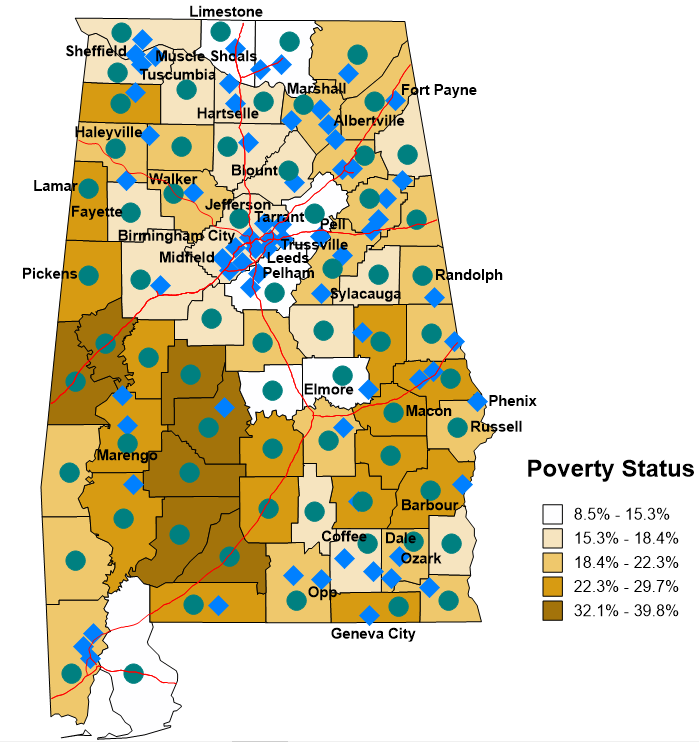 Limestone
Sheffield
Muscle Shoals
Tuscumbia
Marshall
Fort Payne
Hartselle
Albertville
Haleyville
Blount
Walker
Lamar
Jefferson
Fayette
Tarrant
Pell
Birmingham City
Trussville
Midfield
Leeds
Pelham
Pickens
Randolph
Sylacauga
Elmore
Phenix
Macon
Russell
Marengo
Poverty Status
Barbour
8.5% - 15.3%
15.3% - 18.4%
18.4% - 22.3%
22.3% - 29.7%
32.1% - 39.8%
Coffee
Dale
Ozark
Opp
Geneva City